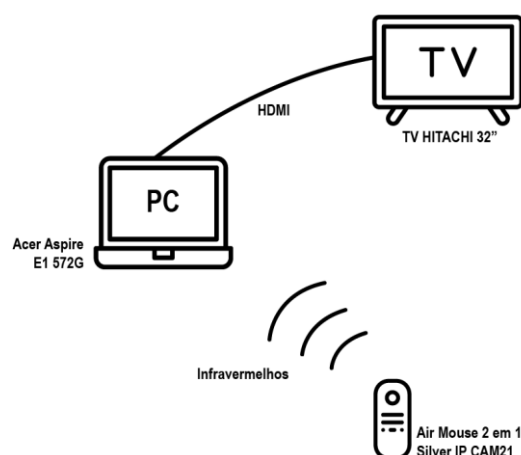 TV
HDMI
TV HITACHI 32”
PC
Acer Aspire
E1 572G
Infravermelhos
Air Mouse 2 em 1
Silver IP CAM21